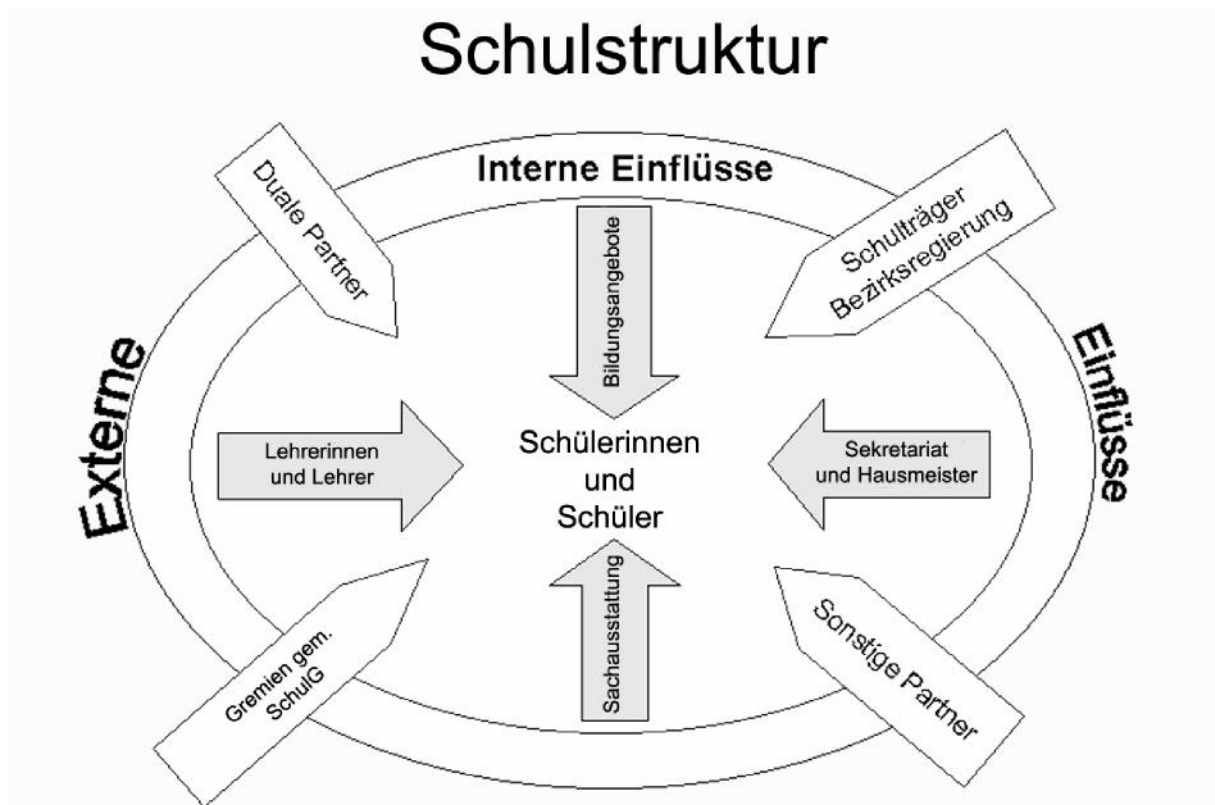 Schulstruktur
Interne Einflüsse
Duale Partner
Schulträger
Bezirksregierung
Bildungsangebote
Externe
Einflüsse
Lehrerinnen
und Lehrer
Schülerinnen
und
Schüler
Sekretariat
und Hausmeister
Sachausstattung
Gremien gem.
SchulG
Sonstige Partner